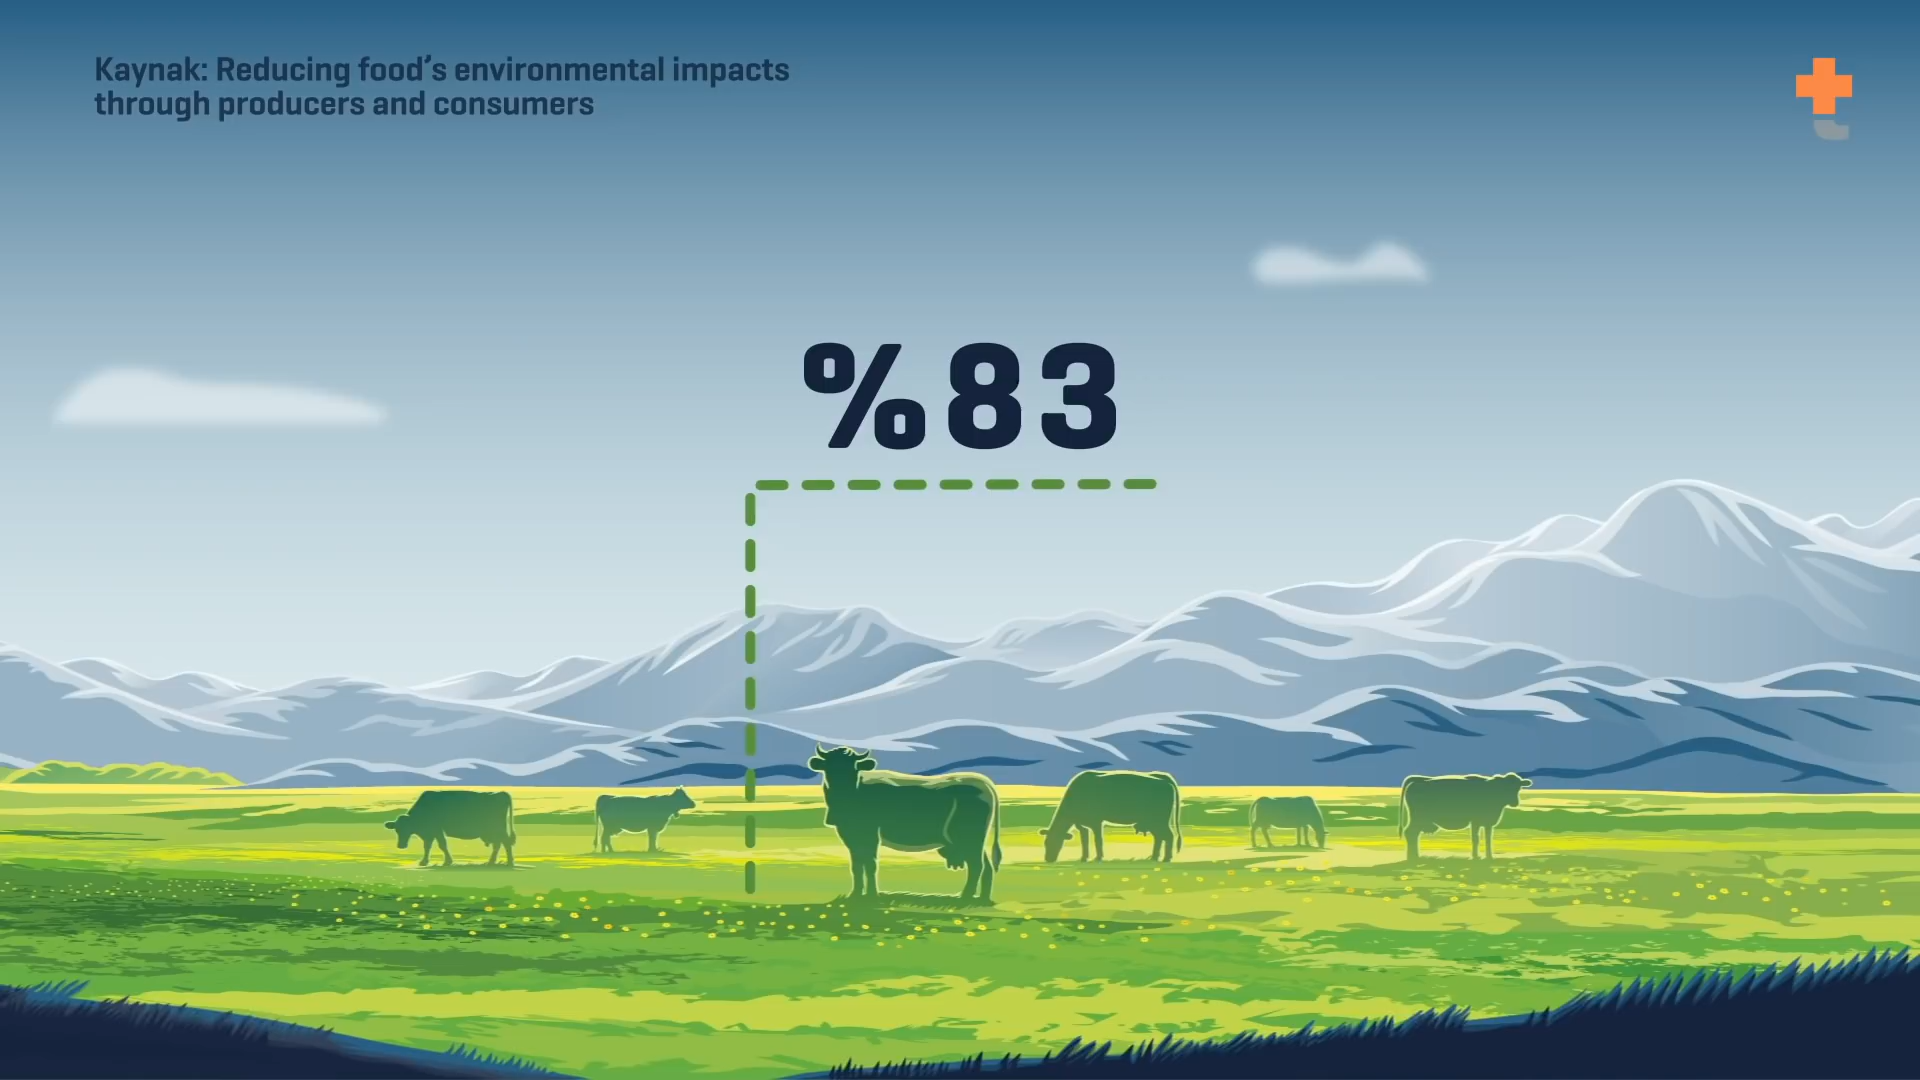 Kaynak: Reducing food's environmental impacts
through producers and consumers
%83